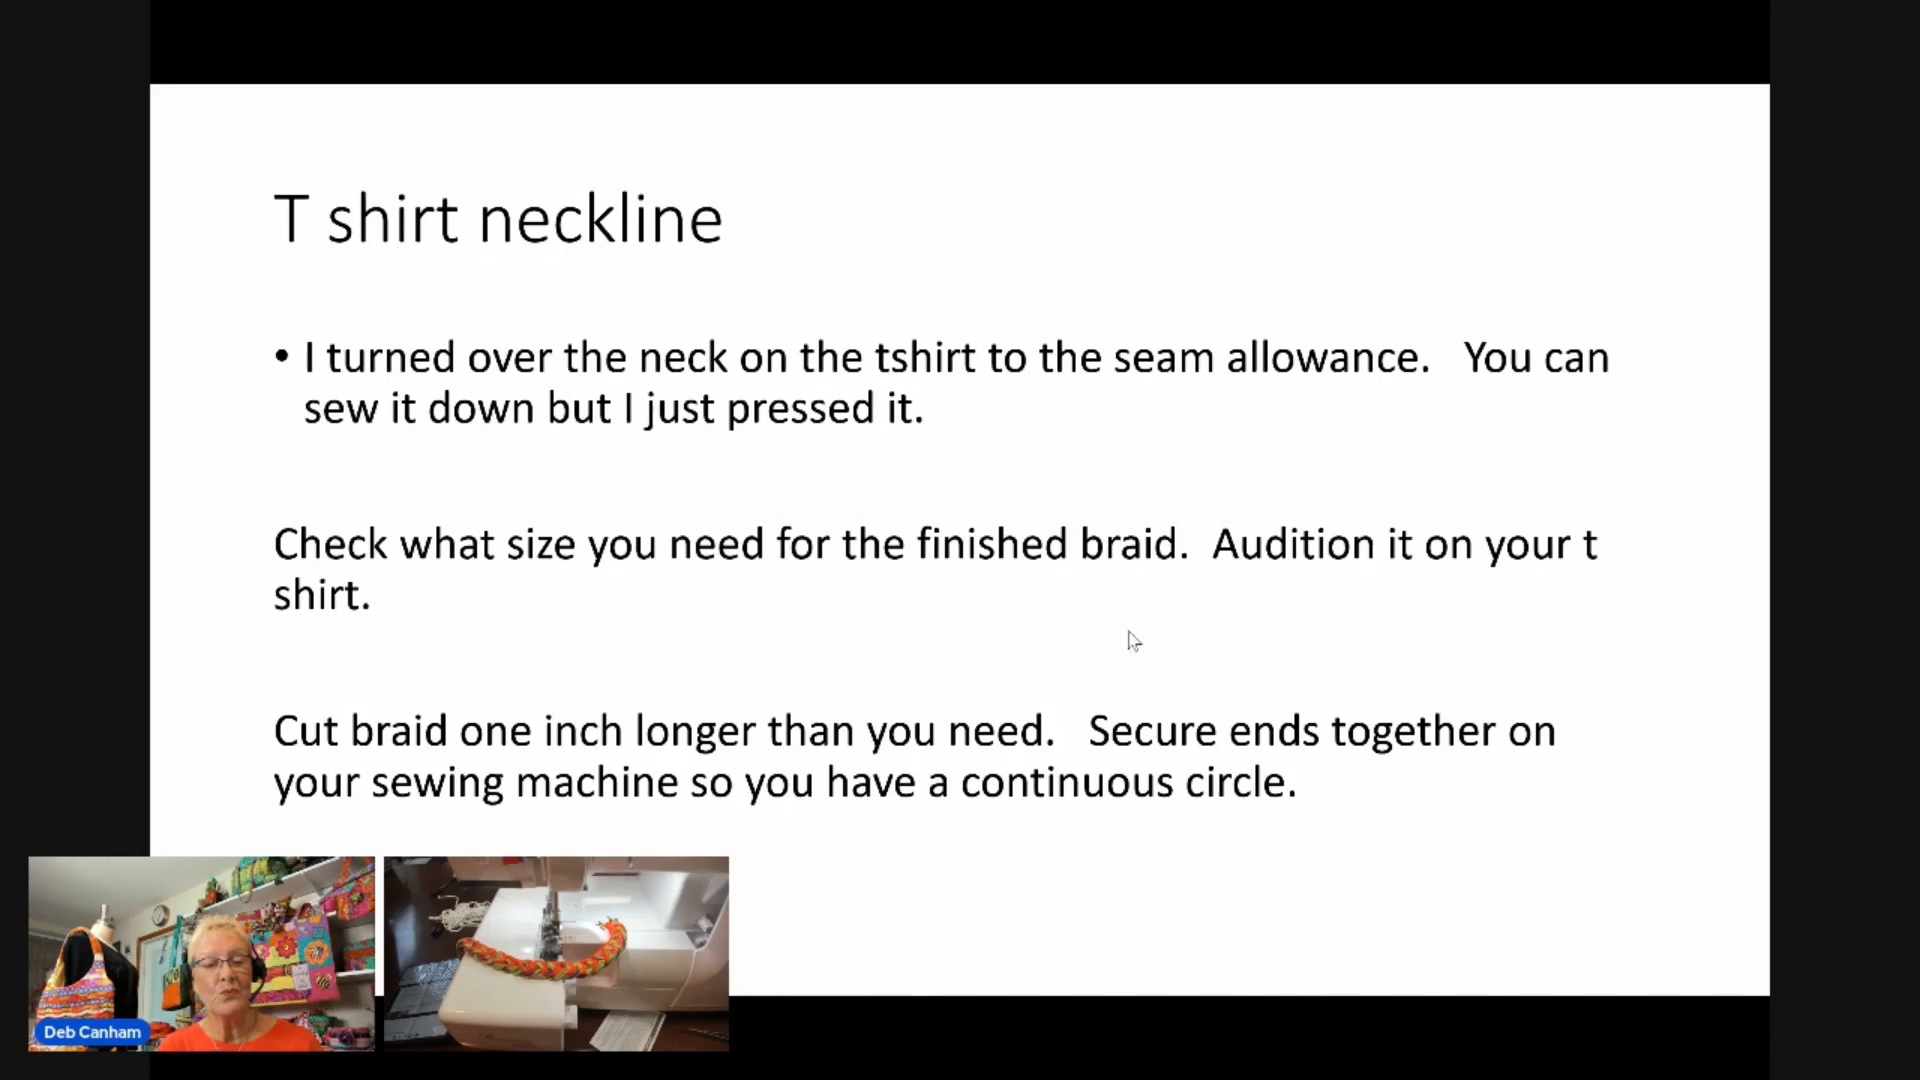 T shirt neckline
• I turned over the neck on the tshirt to the seam allowance. You can
sew it down but I just pressed it.
Check what size you need for the finished braid. Audition it on your t
shirt.
Cut braid one inch longer than you need. Secure ends together on
your sewing machine so you have a continuous circle.
Deb Canham